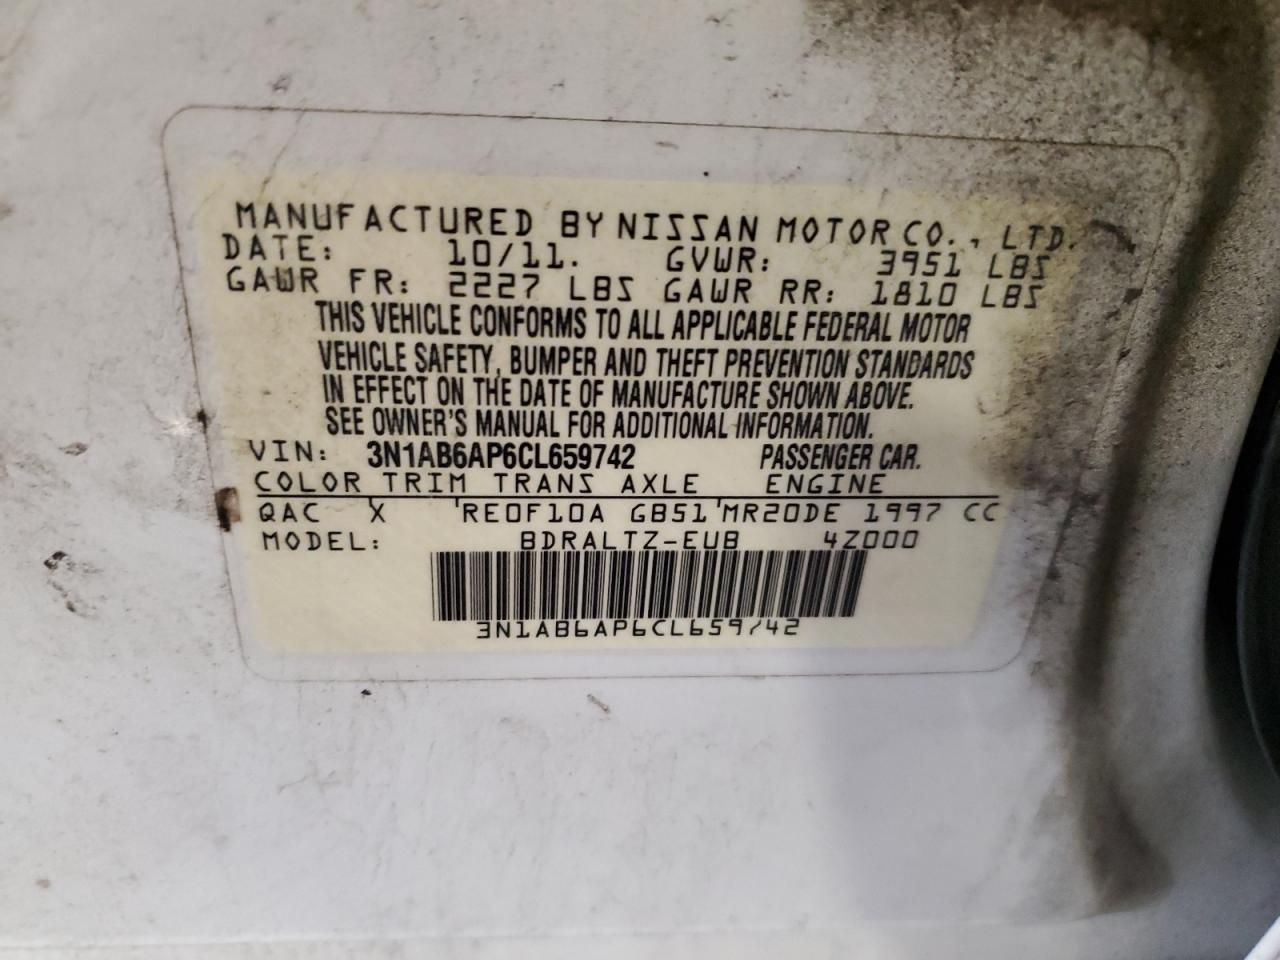 MANUFACTURED BY NISSAN MOTOR CO., LTD.
DATE: 10/11. GVWR: 3951 LBS
GAWR FR: 2227 LBS GAWR RR: 1810 LBS
THIS VEHICLE CONFORMS TO ALL APPLICABLE FEDERAL MOTOR
VEHICLE SAFETY, BUMPER AND THEFT PREVENTION STANDARDS
IN EFFECT ON THE DATE OF MANUFACTURE SHOWN ABOVE.
SEE OWNER'S MANUAL FOR ADDITIONAL INFORMATION.
VIN: 3N1AB6AP6CL659742 PASSENGER CAR.
COLOR TRIM TRANS AXLE ENGINE
QAC X RE0F10A GB51 MR20DE 1997 CC
MODEL: BDRALTZ-EUB 4Z000
3N1AB6AP6CL659742